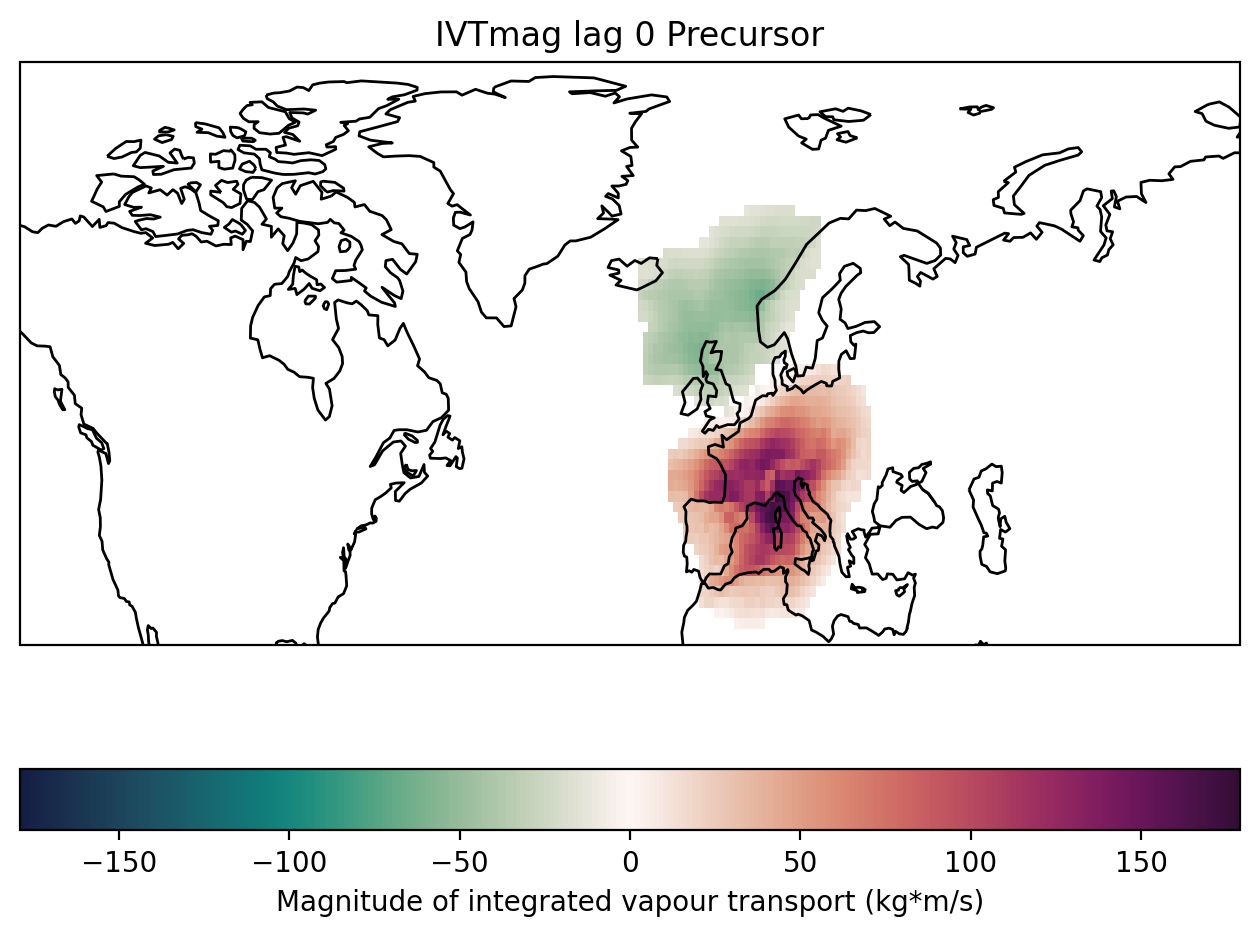 IVTmag lag 0 Precursor
−150 −100 −50 0 50 100 150
Magnitude of integrated vapour transport (kg*m/s)